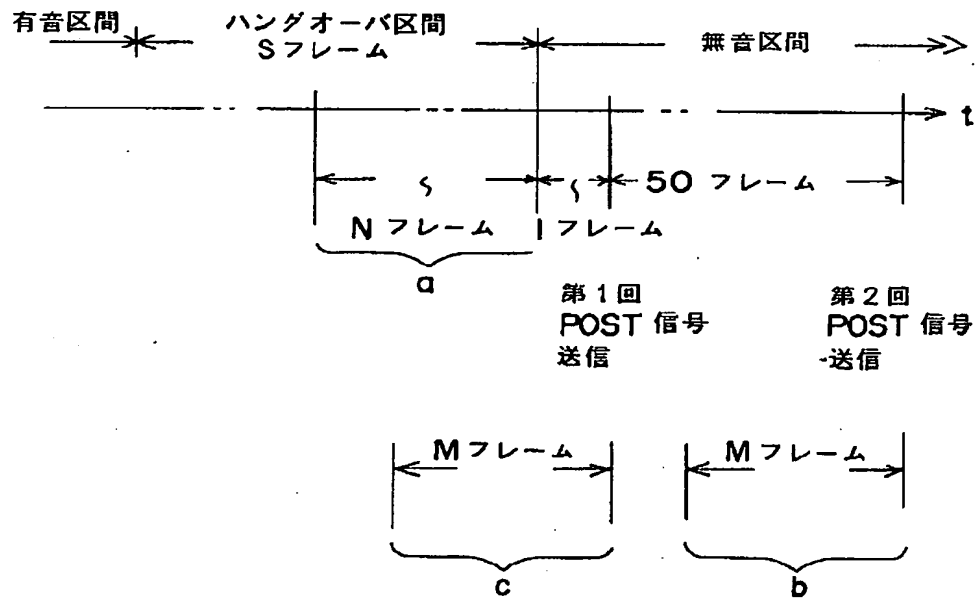 有音区間
ハングオーバ区間
Sフレーム
無音区間
t
50 フレーム
N フレーム
1 フレーム
a
第1回
POST 信号
送信
第2回
POST 信号
送信
M フレーム
M フレーム
c
b